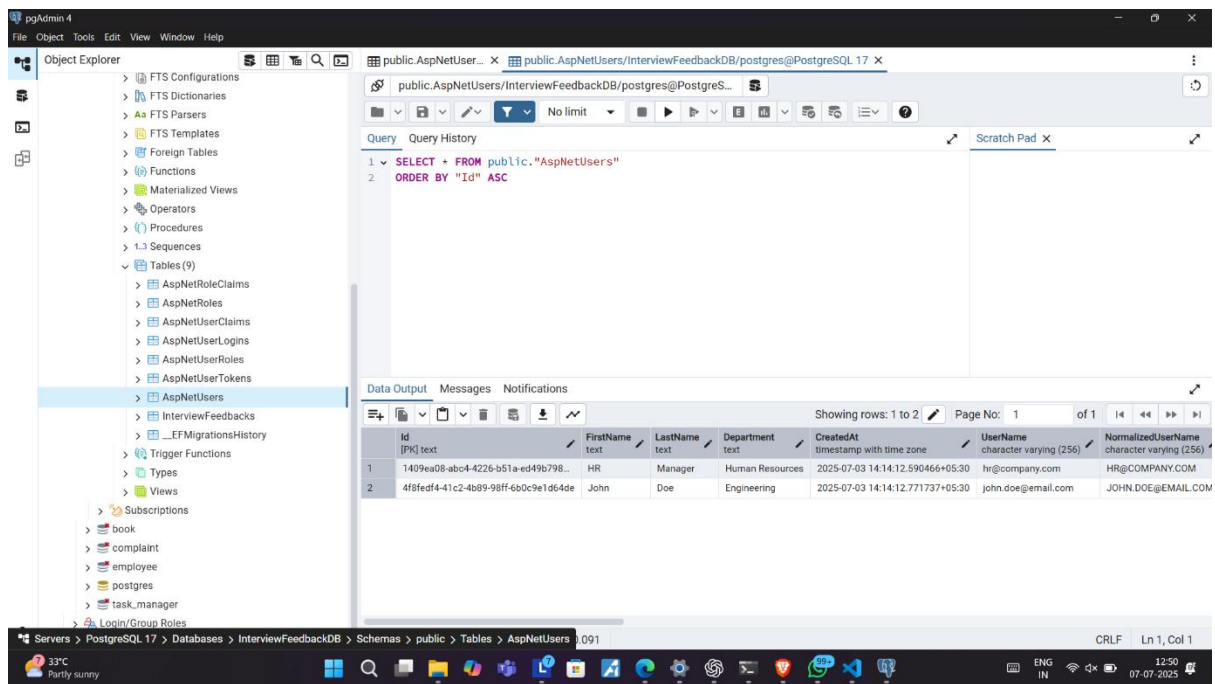 pgAdmin 4
File Object Tools Edit View Window Help
Object Explorer
FTS Configurations
FTS Dictionaries
FTS Parsers
FTS Templates
Foreign Tables
Functions
Materialized Views
Operators
Procedures
1..3 Sequences
Tables (9)
AspNetRoleClaims
AspNetRoles
AspNetUserClaims
AspNetUserLogins
AspNetUserRoles
AspNetUserTokens
AspNetUsers
InterviewFeedbacks
__EFMigrationsHistory
Trigger Functions
Types
Views
Subscriptions
book
complaint
employee
postgres
task_manager
Login/Group Roles
public.AspNetUser... public.AspNetUsers/InterviewFeedbackDB/postgres@PostgreSQL 17
public.AspNetUsers/InterviewFeedbackDB/postgres@PostgreS...
No limit
Query Query History
Scratch Pad
1 SELECT * FROM public."AspNetUsers"
2 ORDER BY "Id" ASC
Data Output Messages Notifications
Showing rows: 1 to 2 Page No: 1 of 1
Id FirstName LastName Department CreatedAt UserName NormalizedUserName
[PK] text text text text timestamp with time zone character varying (256) character varying (256)
1 1409ea08-abc4-4226-b51a-ed49b798... HR Manager Human Resources 2025-07-03 14:14:12.590466+05:30 hr@company.com HR@COMPANY.COM
2 4f8fedf4-41c2-4b89-98ff-6b0c9e1d64de John Doe Engineering 2025-07-03 14:14:12.771737+05:30 john.doe@email.com JOHN.DOE@EMAIL.COM
Servers > PostgreSQL 17 > Databases > InterviewFeedbackDB > Schemas > public > Tables > AspNetUsers .091
CRLF Ln 1, Col 1
7 33°C
Partly sunny
99+
ENG
IN
12:50
07-07-2025